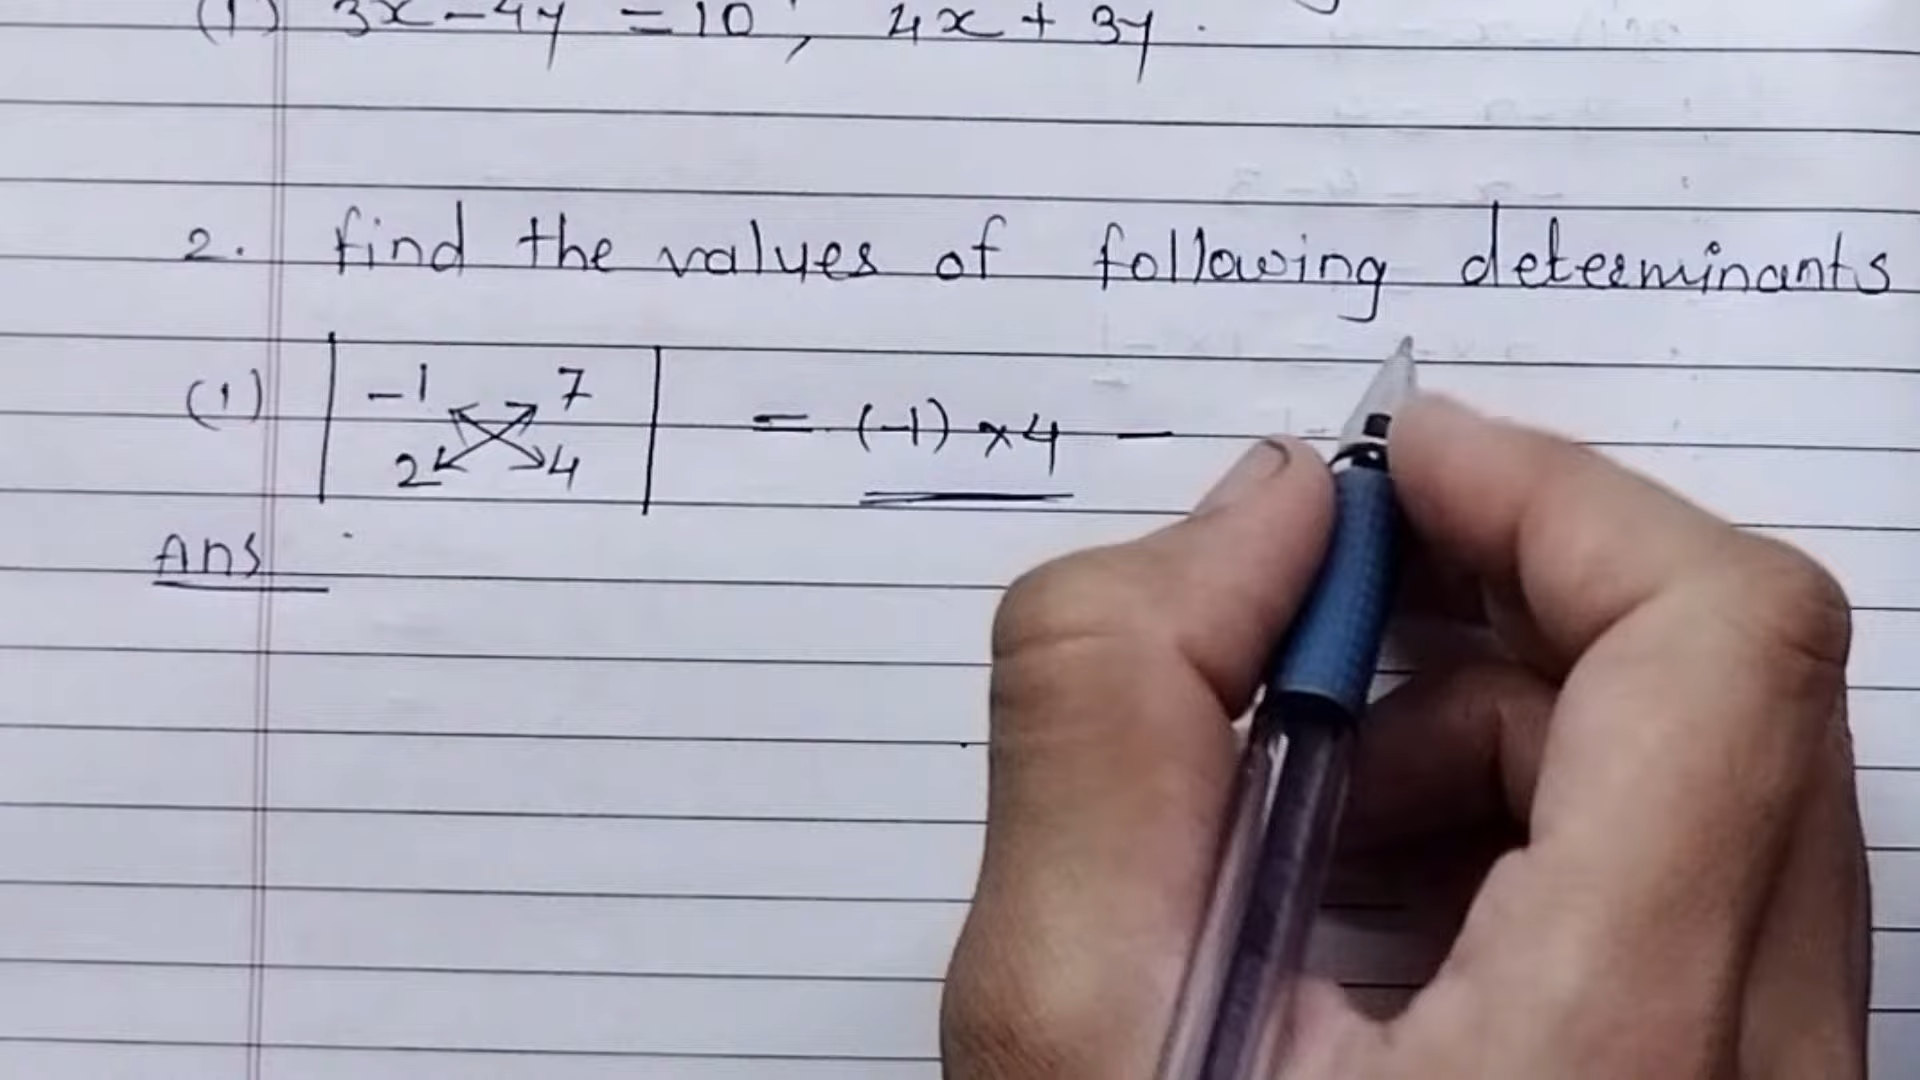 (1) 3x - 4y = 10 ; 4x + 3y
2. find the values of following determinants
(1) | -1 7 | = (-1) × 4 -
2 4
Ans